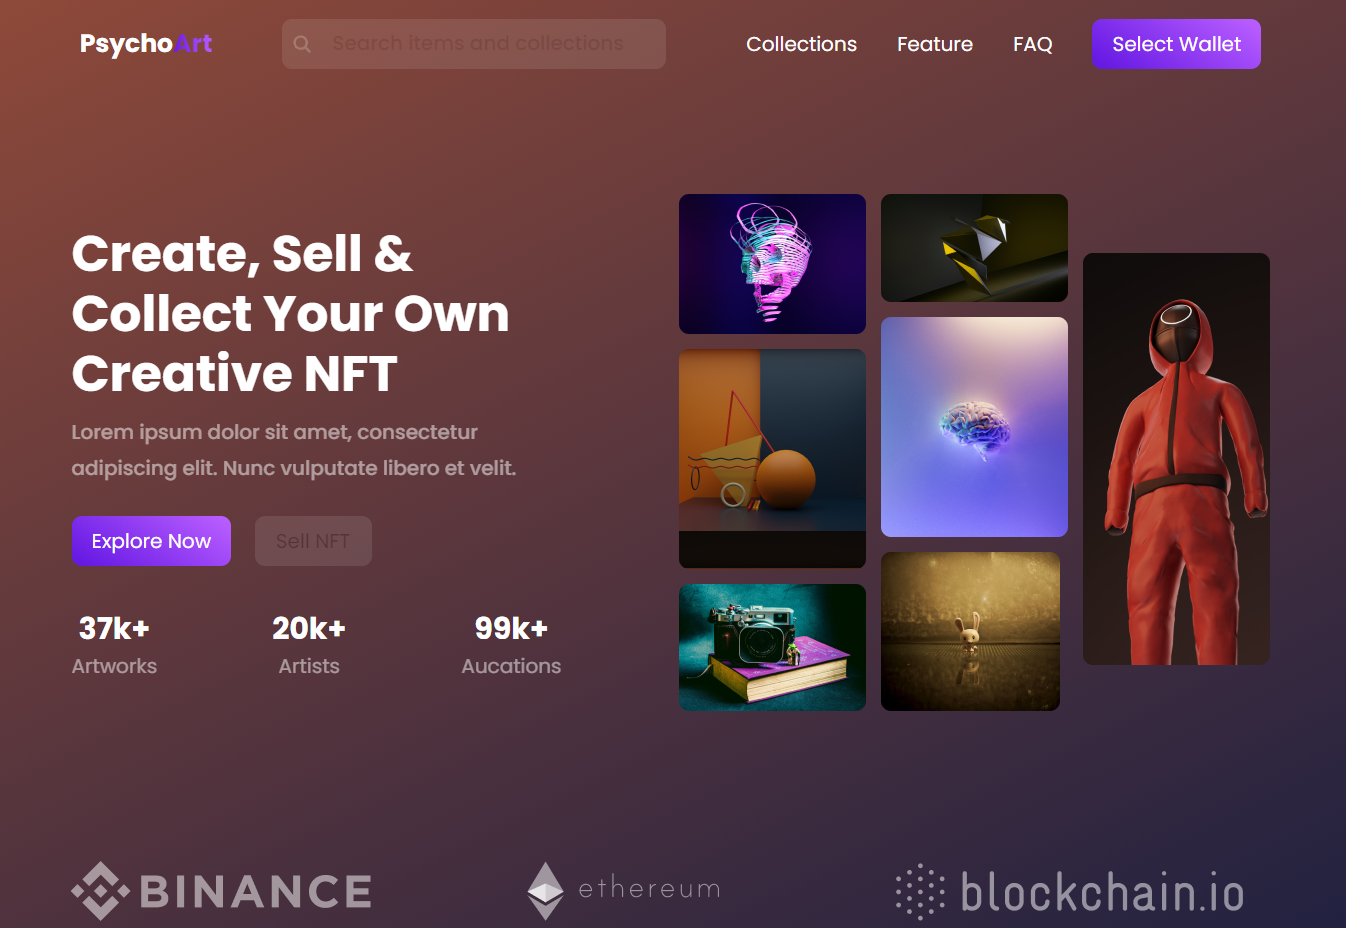 PsychoArt
Search items and collections
Collections
Feature
FAQ
Select Wallet
Create, Sell &
Collect Your Own
Creative NFT
Lorem ipsum dolor sit amet, consectetur
adipiscing elit. Nunc vulputate libero et velit.
Explore Now
Sell NFT
37k+
Artworks
20k+
Artists
99k+
Aucations
BINANCE
ethereum
blockchain.io